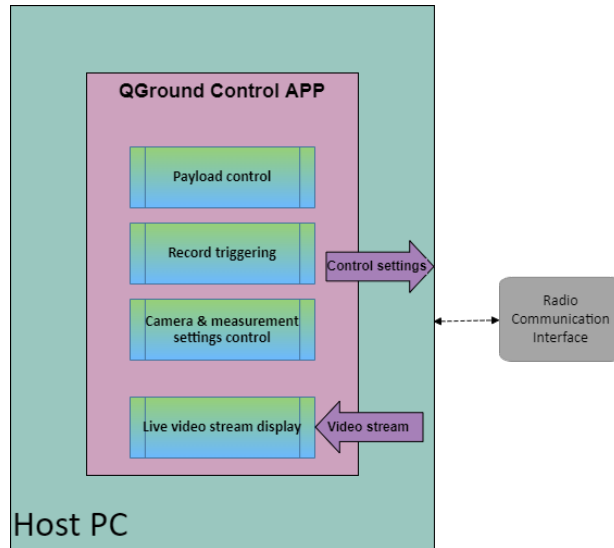 QGround Control APP
Payload control
Record triggering
Control settings
Camera & measurement
settings control
Live video stream display
Video stream
Radio
Communication
Interface
Host PC